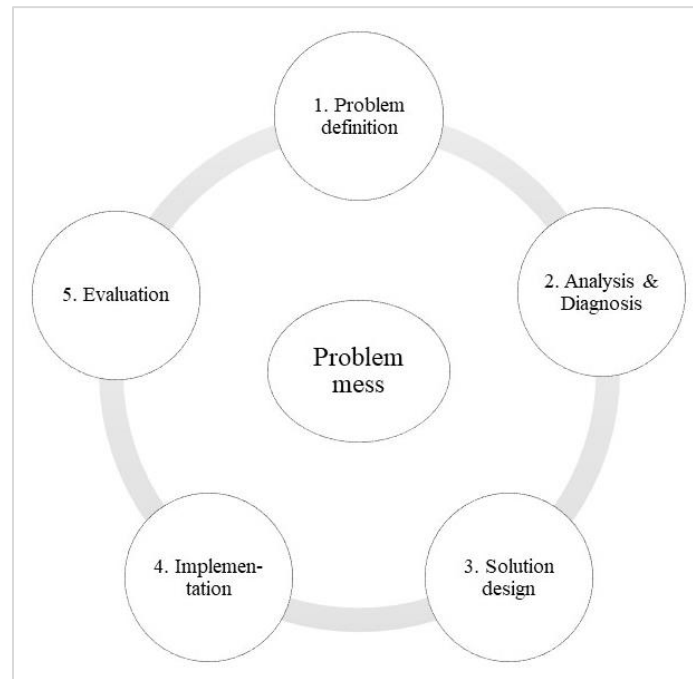 1. Problem
definition
2. Analysis &
Diagnosis
3. Solution
design
4. Implemen-
tation
5. Evaluation
Problem
mess